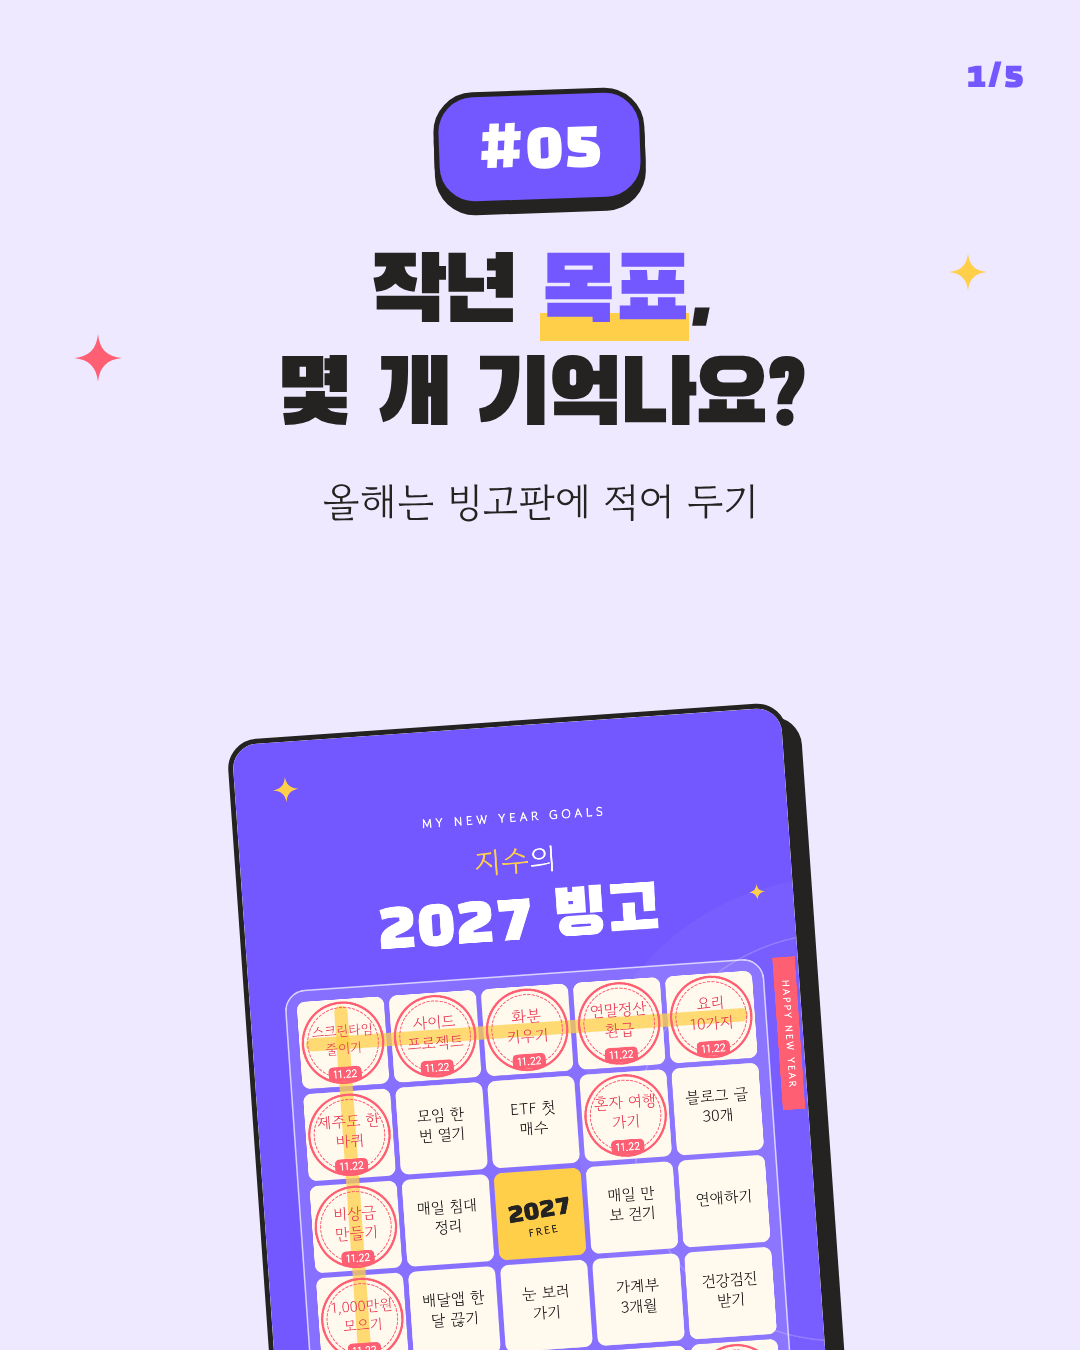 1/5
#05
작년 목표,
몇 개 기억나요?
올해는 빙고판에 적어 두기
MY NEW YEAR GOALS
지수의
2027 빙고
HAPPY NEW YEAR
스크린타임
줄이기
11.22
사이드
프로젝트
11.22
화분
키우기
11.22
연말정산
환급
11.22
요리
10가지
11.22
제주도 한
바퀴
11.22
모임 한
번 열기
ETF 첫
매수
혼자 여행
가기
11.22
블로그 글
30개
비상금
만들기
11.22
매일 침대
정리
2027
FREE
매일 만
보 걷기
연애하기
1,000만원
모으기
11.22
배달앱 한
달 끊기
눈 보러
가기
가계부
3개월
건강검진
받기